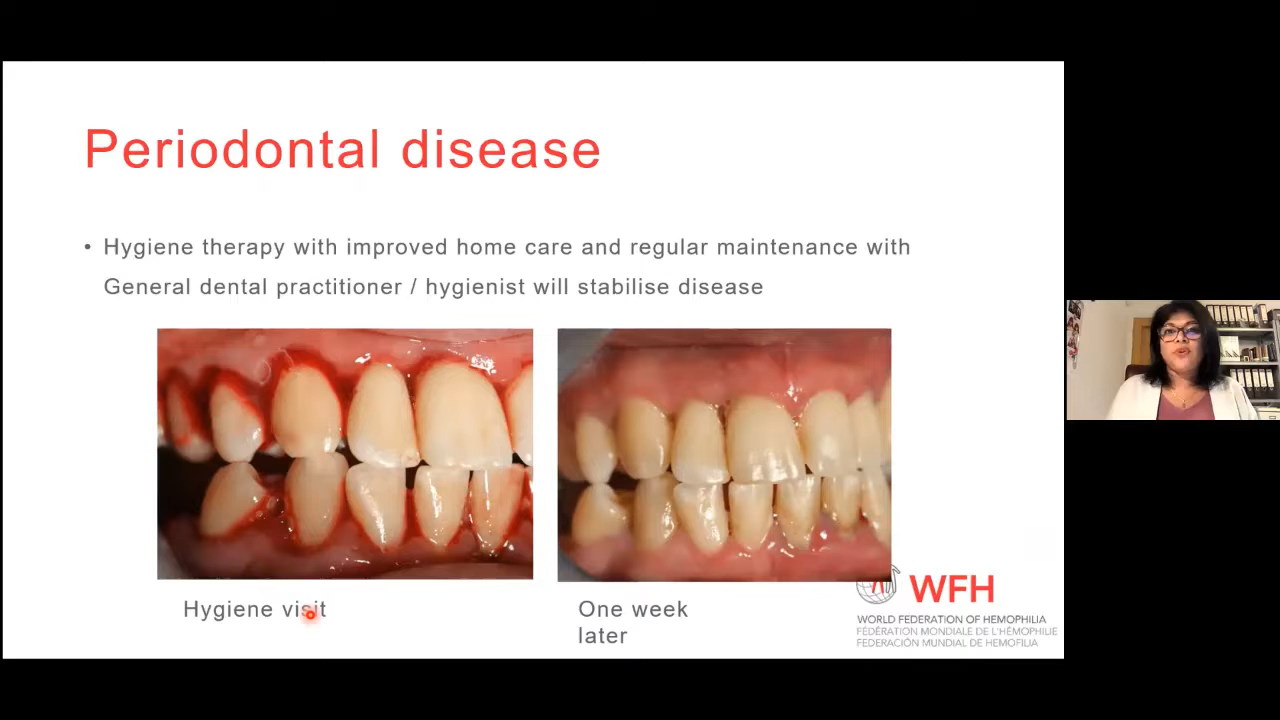 Periodontal disease
• Hygiene therapy with improved home care and regular maintenance with
General dental practitioner / hygienist will stabilise disease
Hygiene visit
One week
later
WFH
WORLD FEDERATION OF HEMOPHILIA
FÉDÉRATION MONDIALE DE L'HÉMOPHILIE
FEDERACIÓN MUNDIAL DE HEMOFILIA